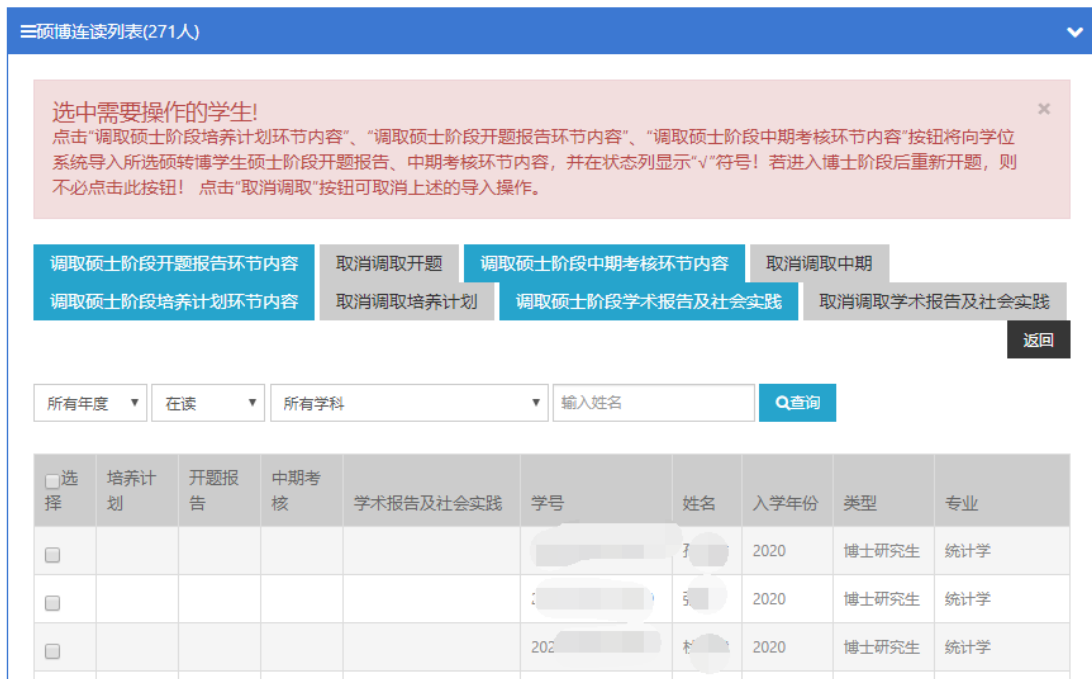 硕博连读列表(271人)
选中需要操作的学生!
×
点击“调取硕士阶段培养计划环节内容”、“调取硕士阶段开题报告环节内容”、“调取硕士阶段中期考核环节内容”按钮将向学位
系统导入所选硕转博学生硕士阶段开题报告、中期考核环节内容，并在状态列显示“√”符号！若进入博士阶段后重新开题，则
不必点击此按钮！ 点击“取消调取”按钮可取消上述的导入操作。
调取硕士阶段开题报告环节内容 取消调取开题 调取硕士阶段中期考核环节内容 取消调取中期
调取硕士阶段培养计划环节内容 取消调取培养计划 调取硕士阶段学术报告及社会实践 取消调取学术报告及社会实践
返回
所有年度 在读 所有学科 输入姓名 查询
选择 培养计划 开题报告 中期考核 学术报告及社会实践 学号 姓名 入学年份 类型 专业
2020 博士研究生 统计学
2020 博士研究生 统计学
202 2020 博士研究生 统计学